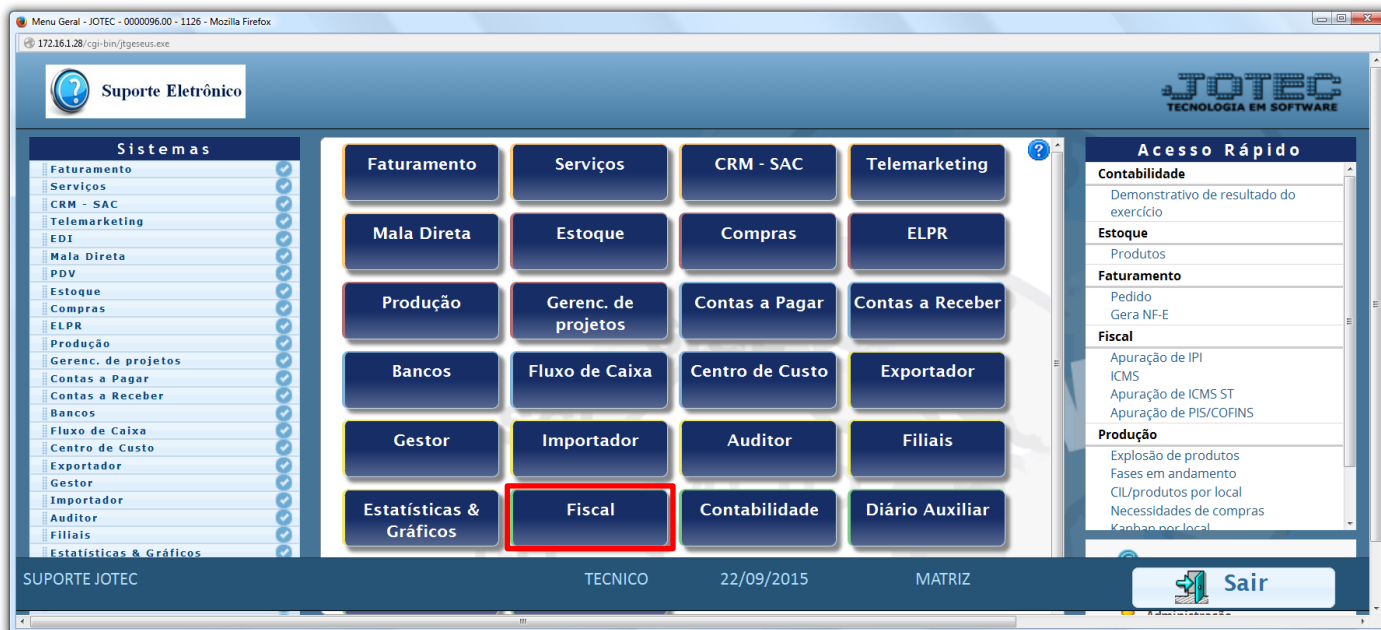 Menu Geral - JOTEC - 0000096.00 - 1126 - Mozilla Firefox
172.16.1.28/cgi-bin/jtgeseus.exe
Suporte Eletrônico
JOTEC
TECNOLOGIA EM SOFTWARE
Sistemas
Faturamento
Serviços
CRM - SAC
Telemarketing
EDI
Mala Direta
PDV
Estoque
Compras
ELPR
Produção
Gerenc. de projetos
Contas a Pagar
Contas a Receber
Bancos
Fluxo de Caixa
Centro de Custo
Exportador
Gestor
Importador
Auditor
Filiais
Estatísticas & Gráficos
Faturamento
Serviços
CRM - SAC
Telemarketing
Mala Direta
Estoque
Compras
ELPR
Produção
Gerenc. de
projetos
Contas a Pagar
Contas a Receber
Bancos
Fluxo de Caixa
Centro de Custo
Exportador
Gestor
Importador
Auditor
Filiais
Estatísticas &
Gráficos
Fiscal
Contabilidade
Diário Auxiliar
Acesso Rápido
Contabilidade
Demonstrativo de resultado do
exercício
Estoque
Produtos
Faturamento
Pedido
Gera NF-E
Fiscal
Apuração de IPI
ICMS
Apuração de ICMS ST
Apuração de PIS/COFINS
Produção
Explosão de produtos
Fases em andamento
CIL/produtos por local
Necessidades de compras
Kanban por local
SUPORTE JOTEC
TECNICO
22/09/2015
MATRIZ
Sair
Administração